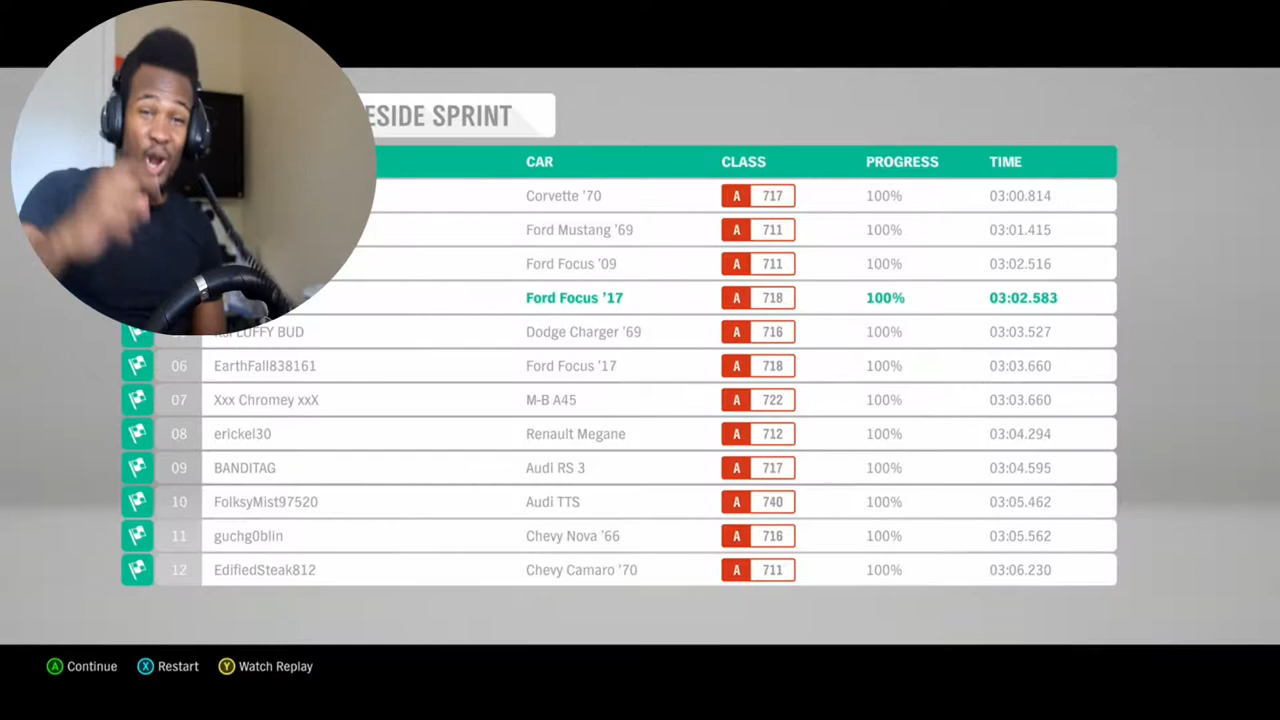 ESIDE SPRINT
CAR CLASS PROGRESS TIME
Corvette '70 A 717 100% 03:00.814
Ford Mustang '69 A 711 100% 03:01.415
Ford Focus '09 A 711 100% 03:02.516
Ford Focus '17 A 718 100% 03:02.583
FLUFFY BUD Dodge Charger '69 A 716 100% 03:03.527
06 EarthFall838161 Ford Focus '17 A 718 100% 03:03.660
07 Xxx Chromey xxX M-B A45 A 722 100% 03:03.660
08 erickel30 Renault Megane A 712 100% 03:04.294
09 BANDITAG Audi RS 3 A 717 100% 03:04.595
10 FolksyMist97520 Audi TTS A 740 100% 03:05.462
11 guchg0blin Chevy Nova '66 A 716 100% 03:05.562
12 EdifiedSteak812 Chevy Camaro '70 A 711 100% 03:06.230
A Continue X Restart Y Watch Replay